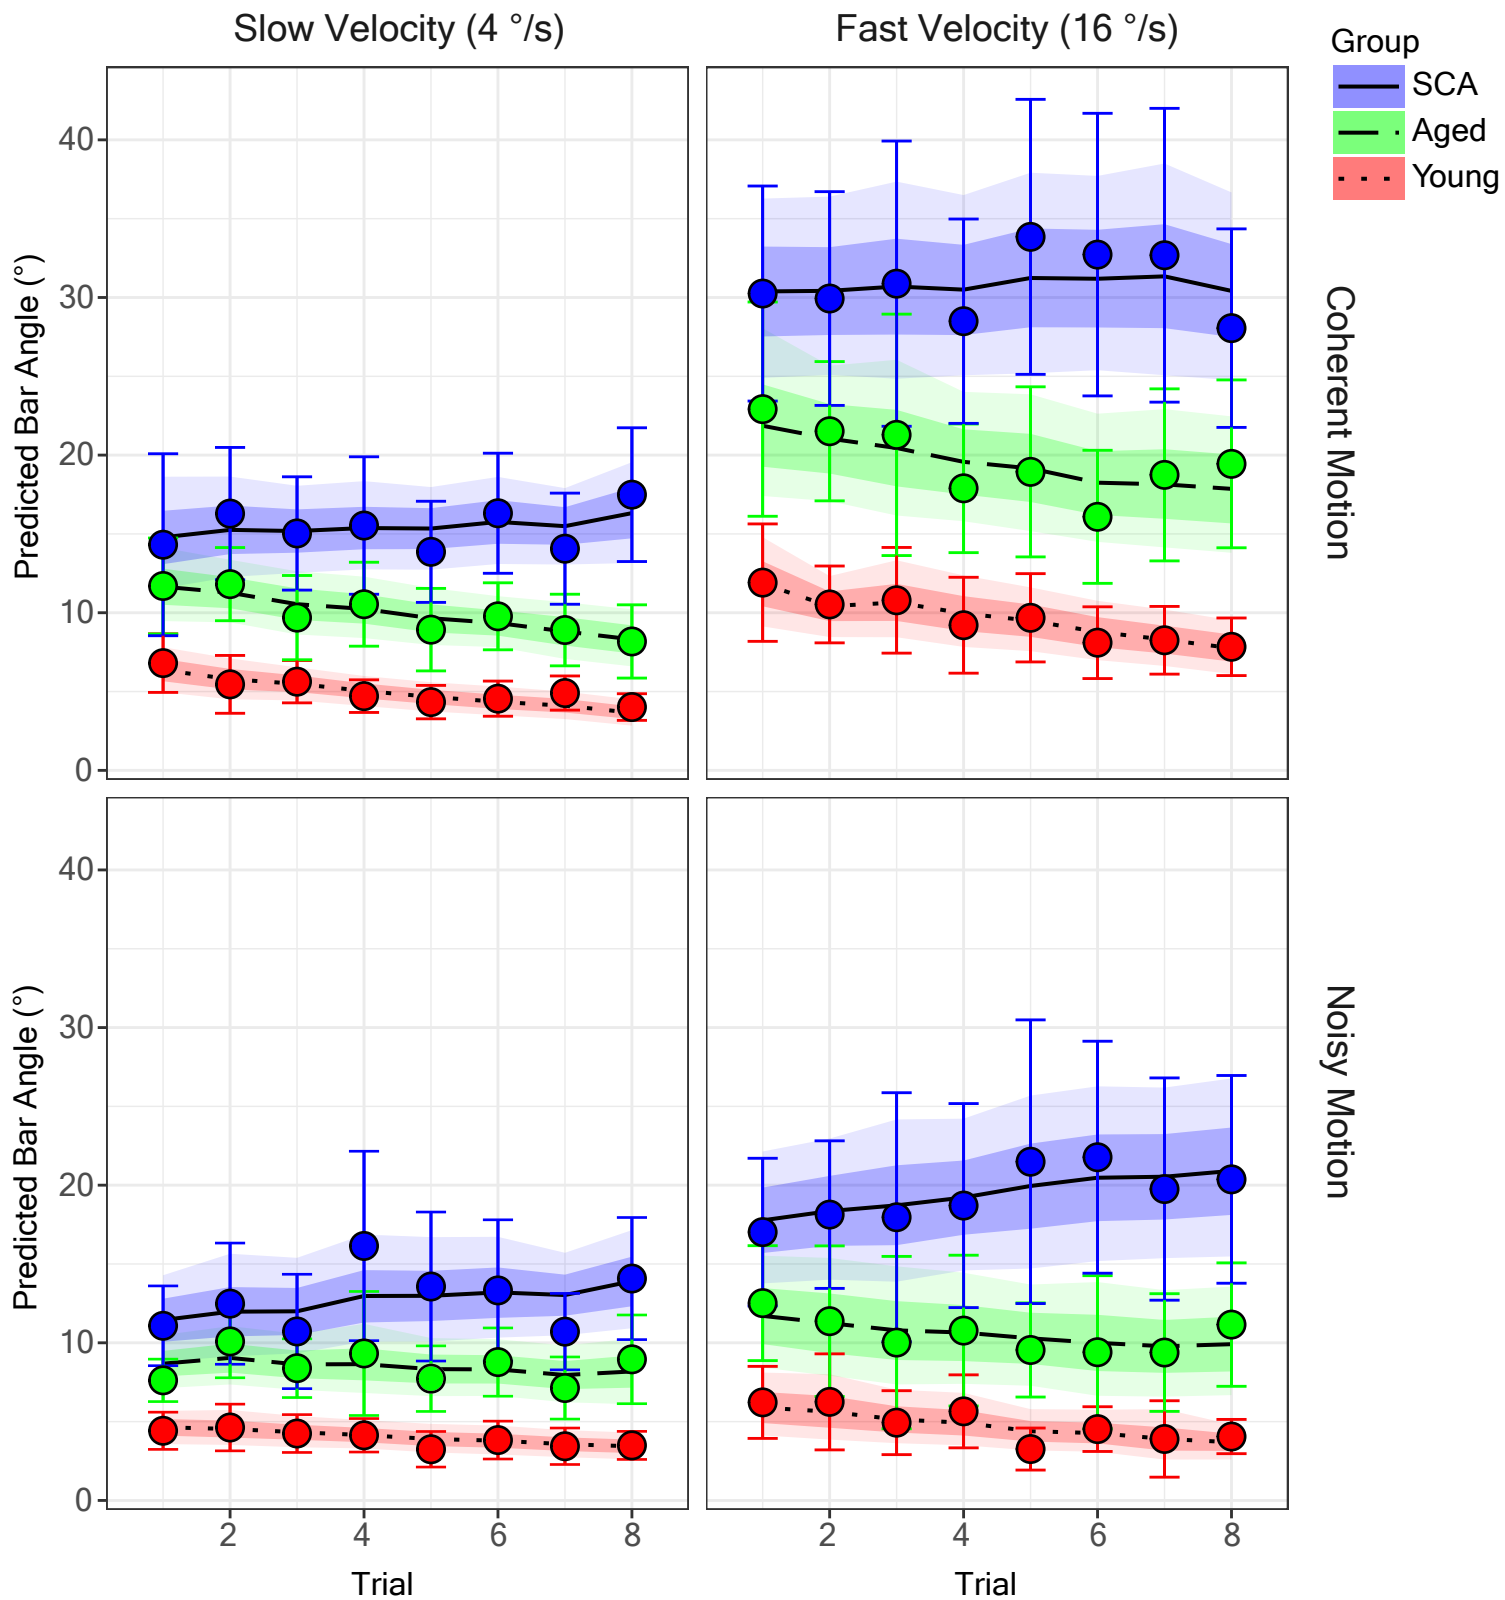 Slow Velocity (4 °/s)
Fast Velocity (16 °/s)
Group
SCA
Aged
Young
Predicted Bar Angle (°)
40
30
20
10
0
Coherent Motion
Predicted Bar Angle (°)
40
30
20
10
0
Noisy Motion
2 4 6 8
2 4 6 8
Trial
Trial